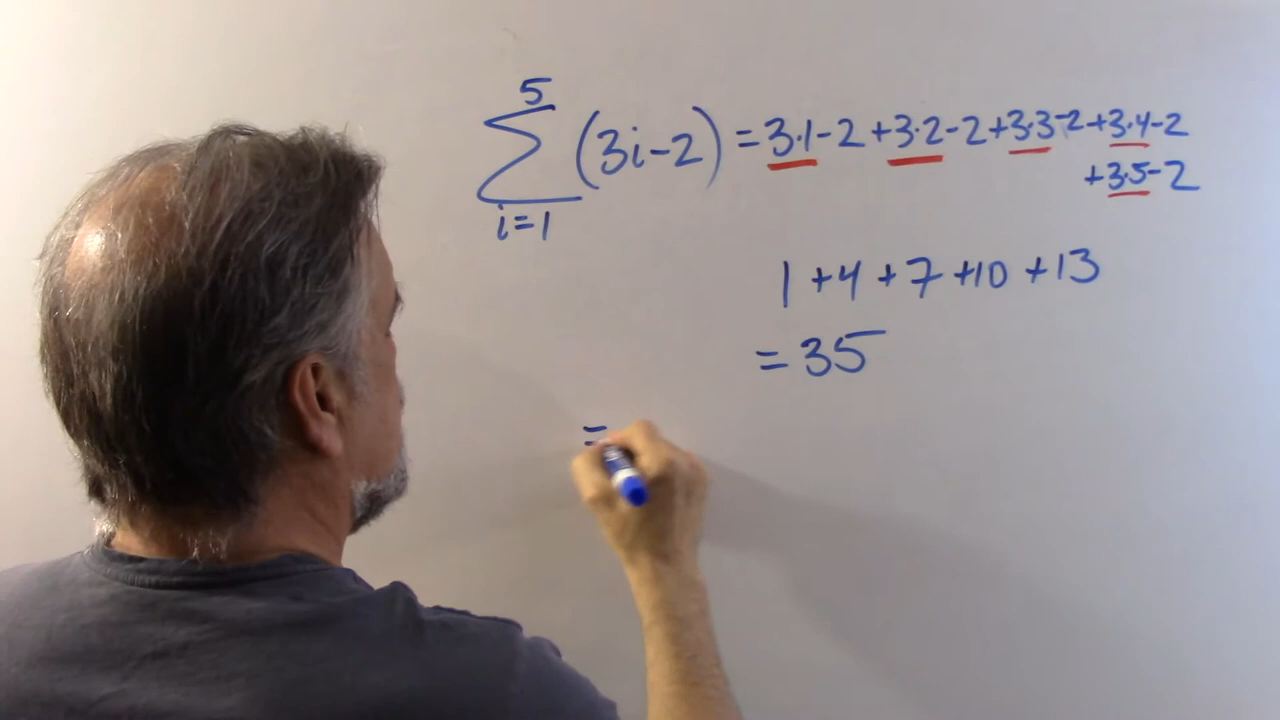 5
∑ (3i-2) = 3·1-2+3·2-2+3·3-2+3·4-2
+3·5-2
i=1
1+4+7+10+13
=35
=